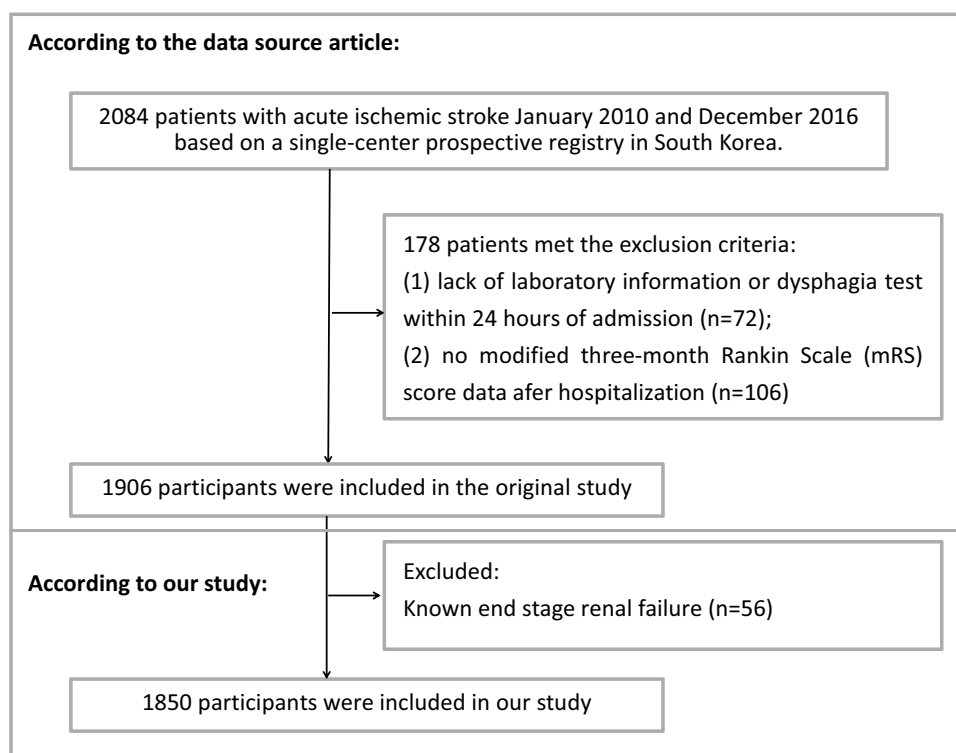 According to the data source article:
2084 patients with acute ischemic stroke January 2010 and December 2016
based on a single-center prospective registry in South Korea.
178 patients met the exclusion criteria:
(1) lack of laboratory information or dysphagia test
within 24 hours of admission (n=72);
(2) no modified three-month Rankin Scale (mRS)
score data afer hospitalization (n=106)
1906 participants were included in the original study
According to our study:
Excluded:
Known end stage renal failure (n=56)
1850 participants were included in our study